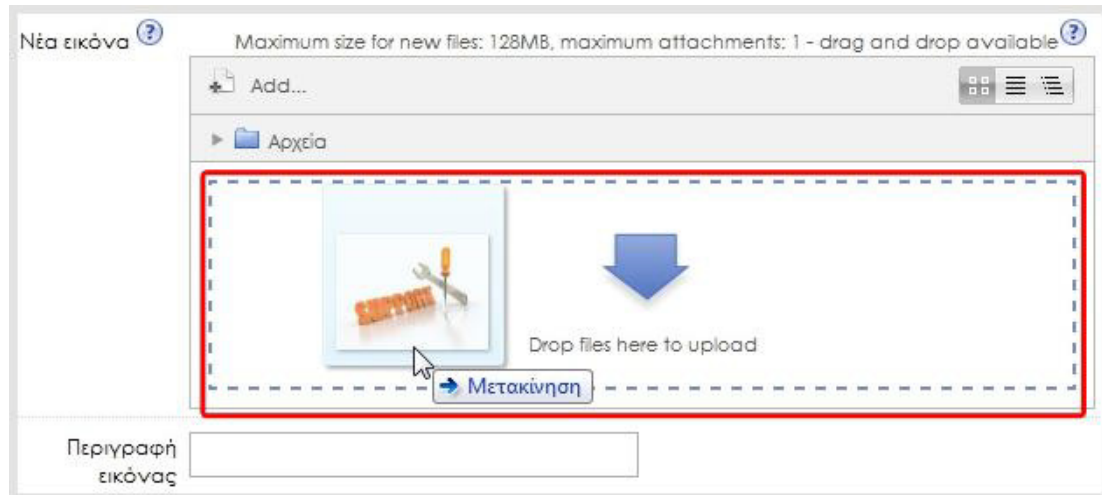 Νέα εικόνα
Maximum size for new files: 128MB, maximum attachments: 1 - drag and drop available
Add...
Αρχεία
SUPPORT
Drop files here to upload
Μετακίνηση
Περιγραφή
εικόνας